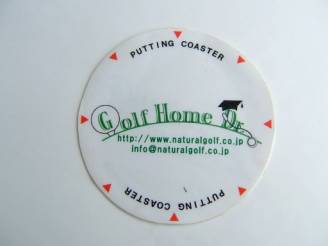 PUTTING COASTER
Golf Home Dr.
http://www.naturalgolf.co.jp
info@naturalgolf.co.jp
PUTTING COASTER